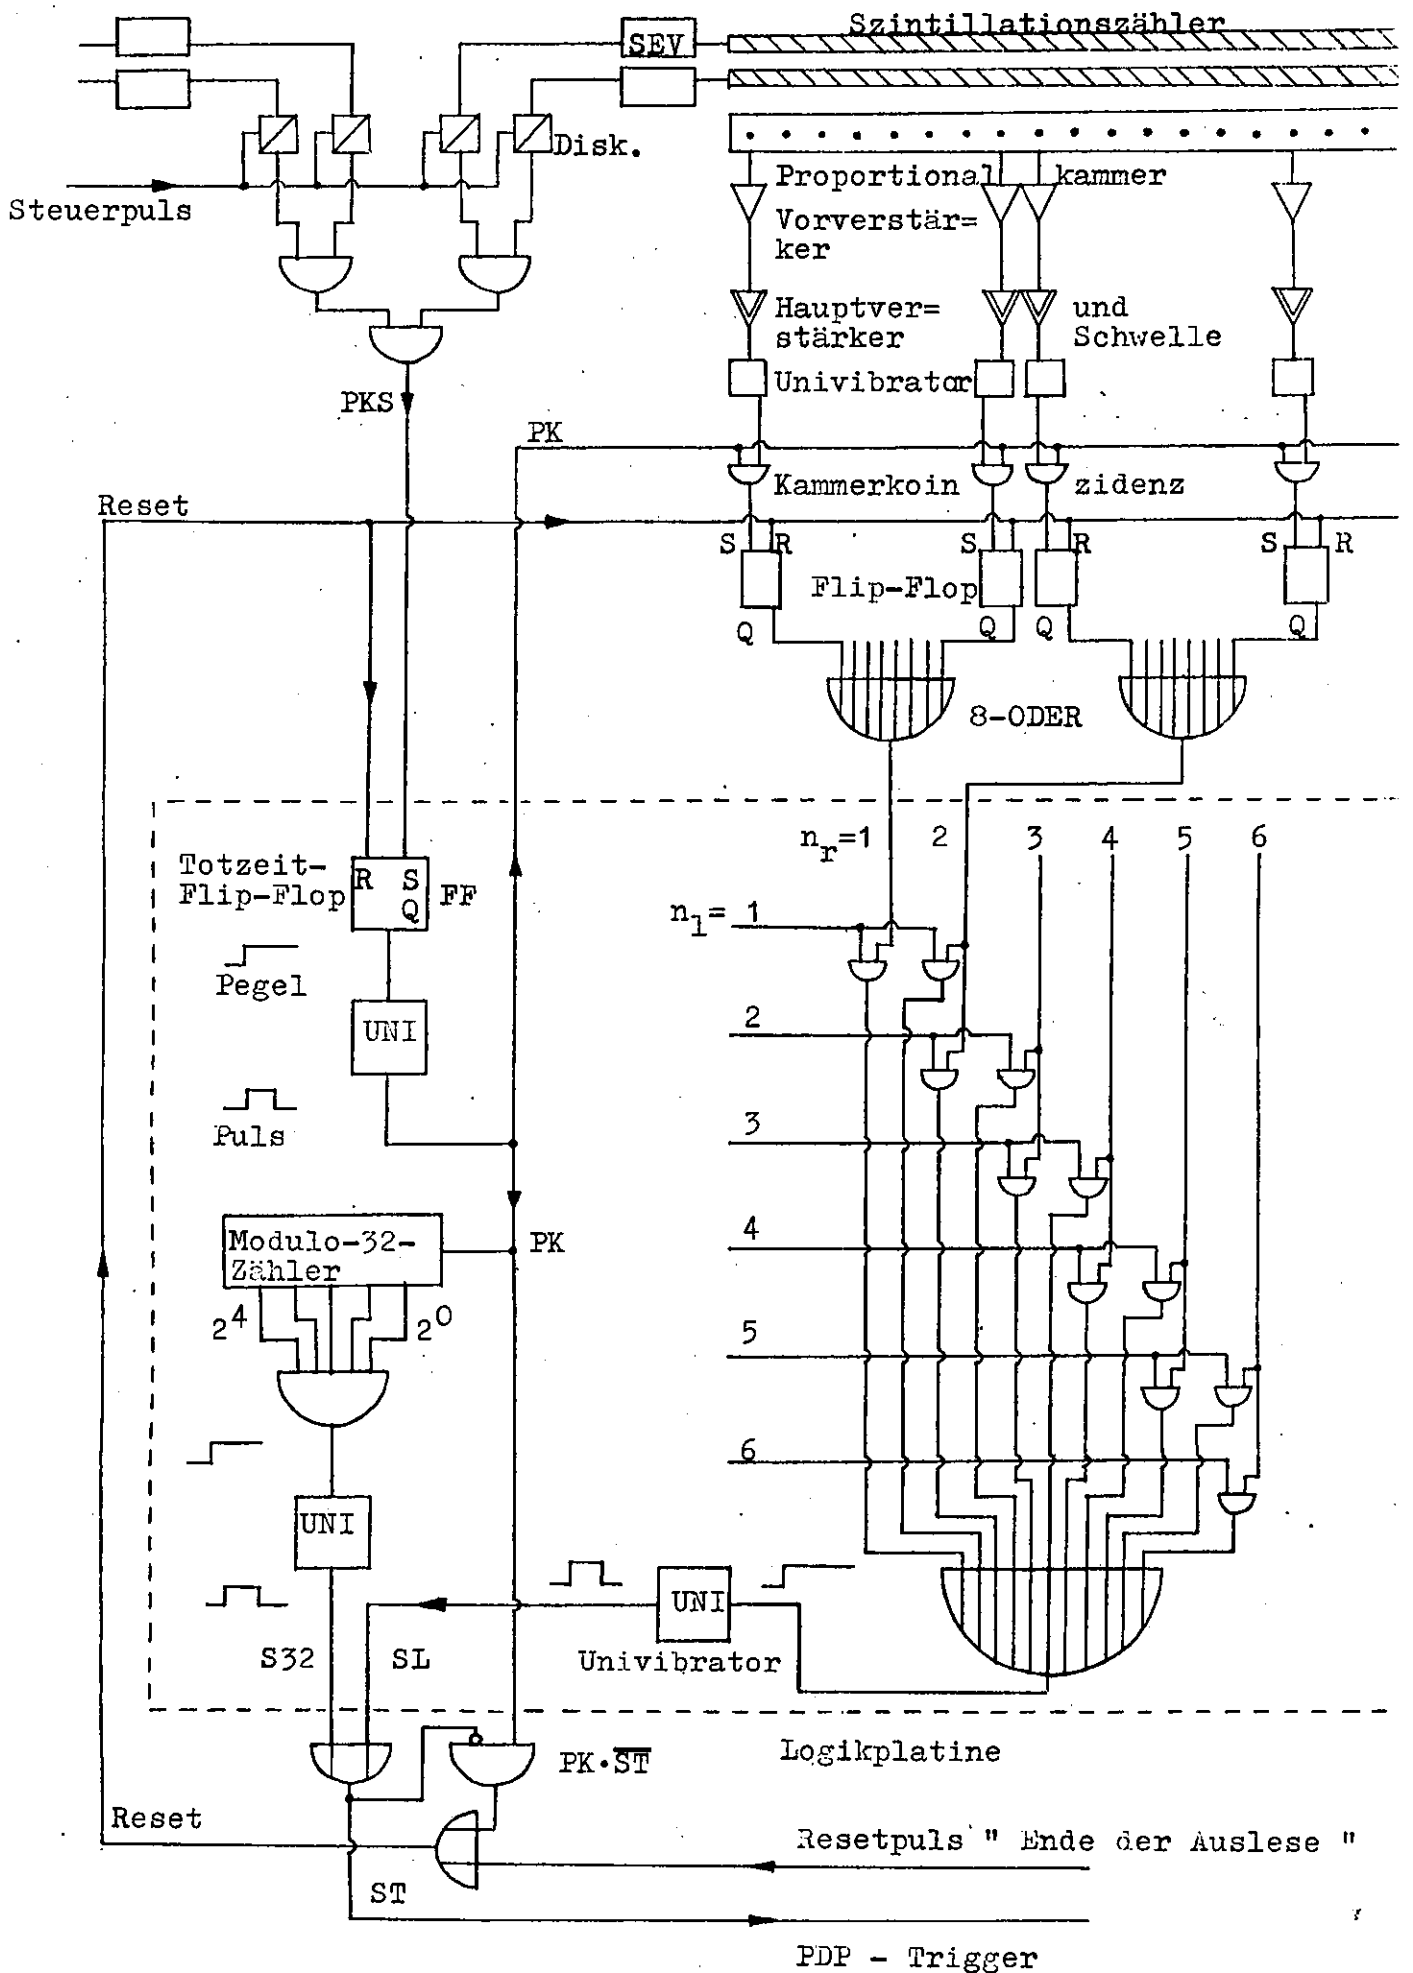 Szintillationszähler
SEV
Disk.
Steuerpuls
Proportional kammer
Vorverstär=
ker
Hauptver= und
stärker Schwelle
Univibrator
PKS
PK
Kammerkoin zidenz
Reset
S R S R S R
Flip-Flop
Q Q Q Q
8-ODER
n_r=1 2 3 4 5 6
Totzeit-
Flip-Flop
R S
Q
FF
n_l= 1
Pegel
UNI
2
Puls
3
Modulo-32-
Zähler
PK
4
2^4 2^0
5
6
UNI
UNI
S32 SL Univibrator
Logikplatine
PK·S̅T̅
Reset
Resetpuls " Ende der Auslese "
ST
PDP - Trigger